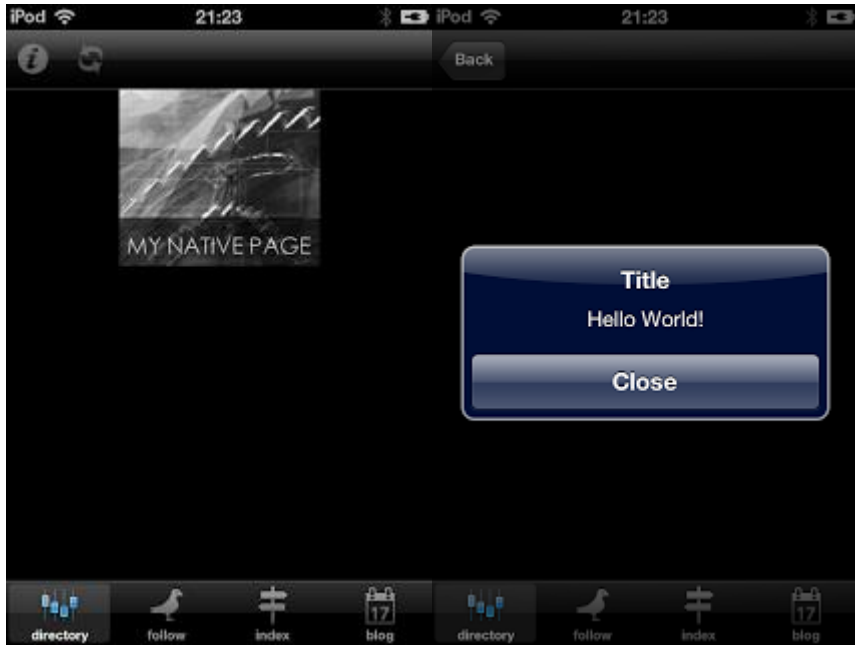 iPod 21:23
MY NATIVE PAGE
directory follow index 17 blog
iPod 21:23
Back
Title
Hello World!
Close
directory follow index 17 blog